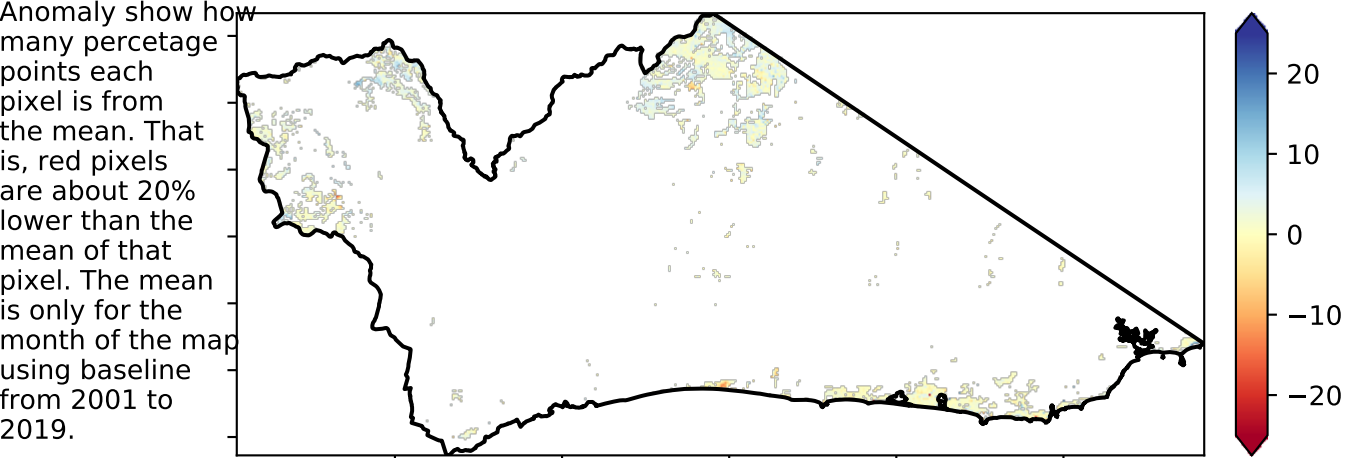 Anomaly show how
many percetage
points each
pixel is from
the mean. That
is, red pixels
are about 20%
lower than the
mean of that
pixel. The mean
is only for the
month of the map
using baseline
from 2001 to
2019.
20
10
0
−10
−20